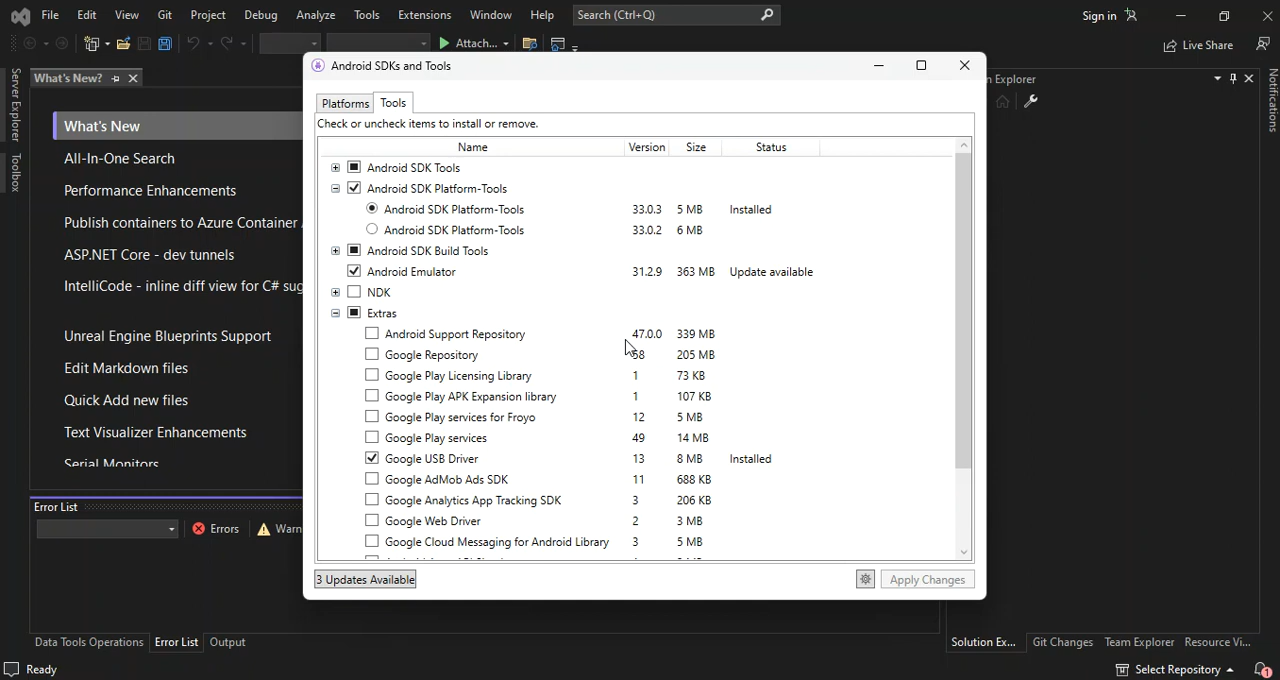 File Edit View Git Project Debug Analyze Tools Extensions Window Help Search (Ctrl+Q) Sign in
Attach... Live Share
Server Explorer
Toolbox
What's New?
What's New
All-In-One Search
Performance Enhancements
Publish containers to Azure Container
ASP.NET Core - dev tunnels
IntelliCode - inline diff view for C# sug
Unreal Engine Blueprints Support
Edit Markdown files
Quick Add new files
Text Visualizer Enhancements
Serial Monitors
Error List
Errors Warn
Android SDKs and Tools
Platforms Tools
Check or uncheck items to install or remove.
Name Version Size Status
Android SDK Tools
Android SDK Platform-Tools
Android SDK Platform-Tools 33.0.3 5 MB Installed
Android SDK Platform-Tools 33.0.2 6 MB
Android SDK Build Tools
Android Emulator 31.2.9 363 MB Update available
NDK
Extras
Android Support Repository 47.0.0 339 MB
Google Repository 58 205 MB
Google Play Licensing Library 1 73 KB
Google Play APK Expansion library 1 107 KB
Google Play services for Froyo 12 5 MB
Google Play services 49 14 MB
Google USB Driver 13 8 MB Installed
Google AdMob Ads SDK 11 688 KB
Google Analytics App Tracking SDK 3 206 KB
Google Web Driver 2 3 MB
Google Cloud Messaging for Android Library 3 5 MB
3 Updates Available Apply Changes
n Explorer
Notifications
Data Tools Operations Error List Output
Solution Ex... Git Changes Team Explorer Resource Vi...
Ready Select Repository 1